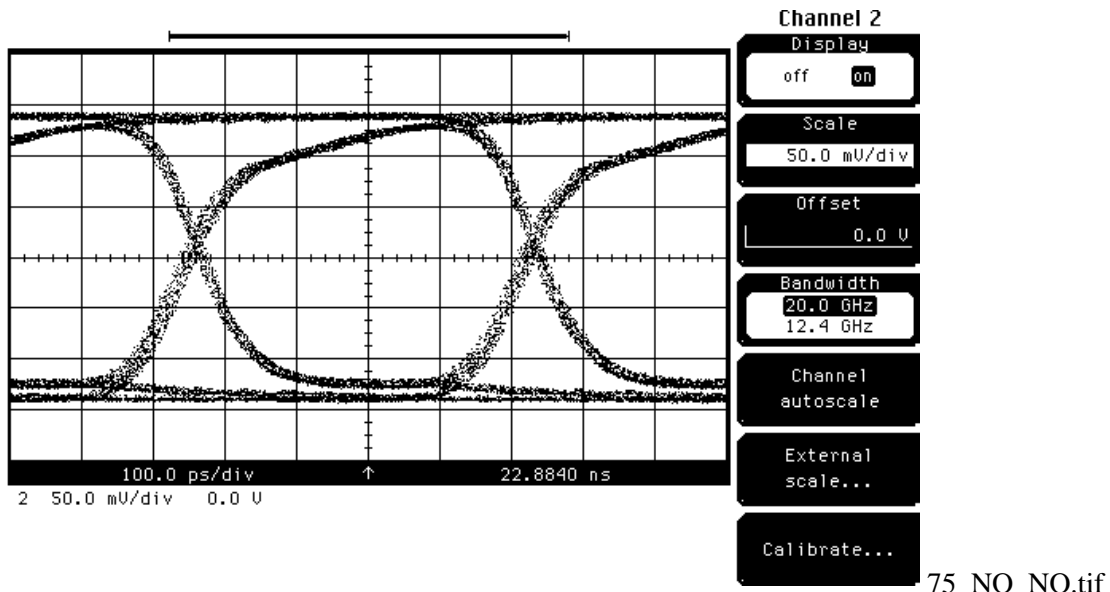 Channel 2
Display
off on
Scale
50.0 mV/div
Offset
0.0 V
Bandwidth
20.0 GHz
12.4 GHz
Channel
autoscale
External
scale...
Calibrate...
100.0 ps/div ↑ 22.8840 ns
2 50.0 mV/div 0.0 V
75_NO_NO.tif